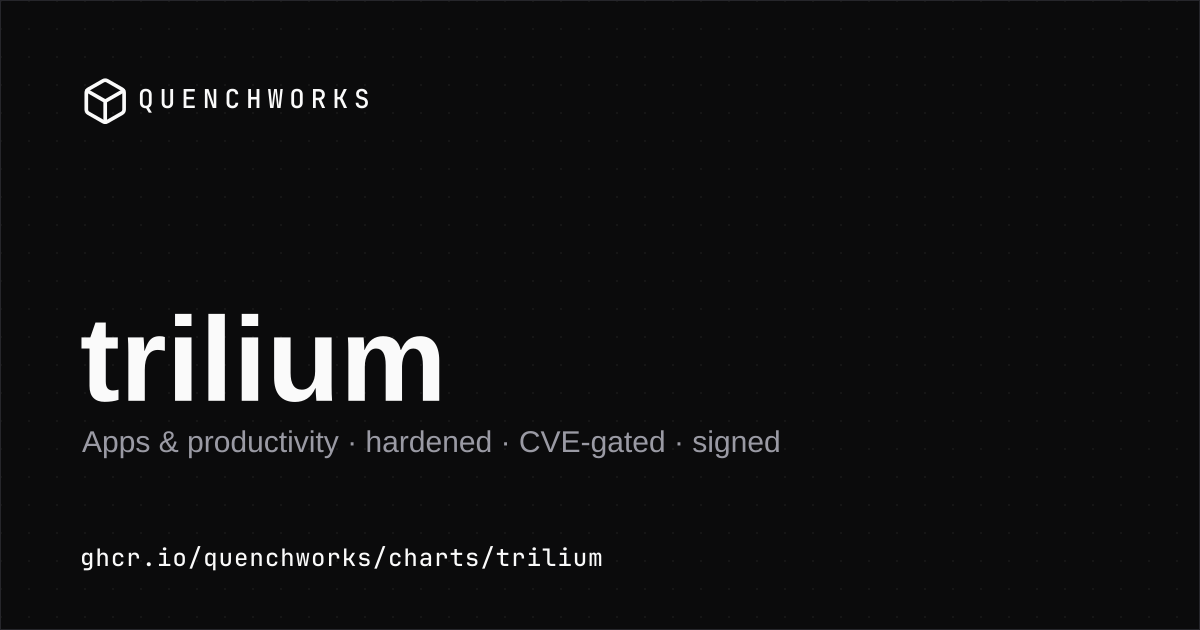 QUENCHWORKS
trilium
Apps & productivity · hardened · CVE-gated · signed
ghcr.io/quenchworks/charts/trilium